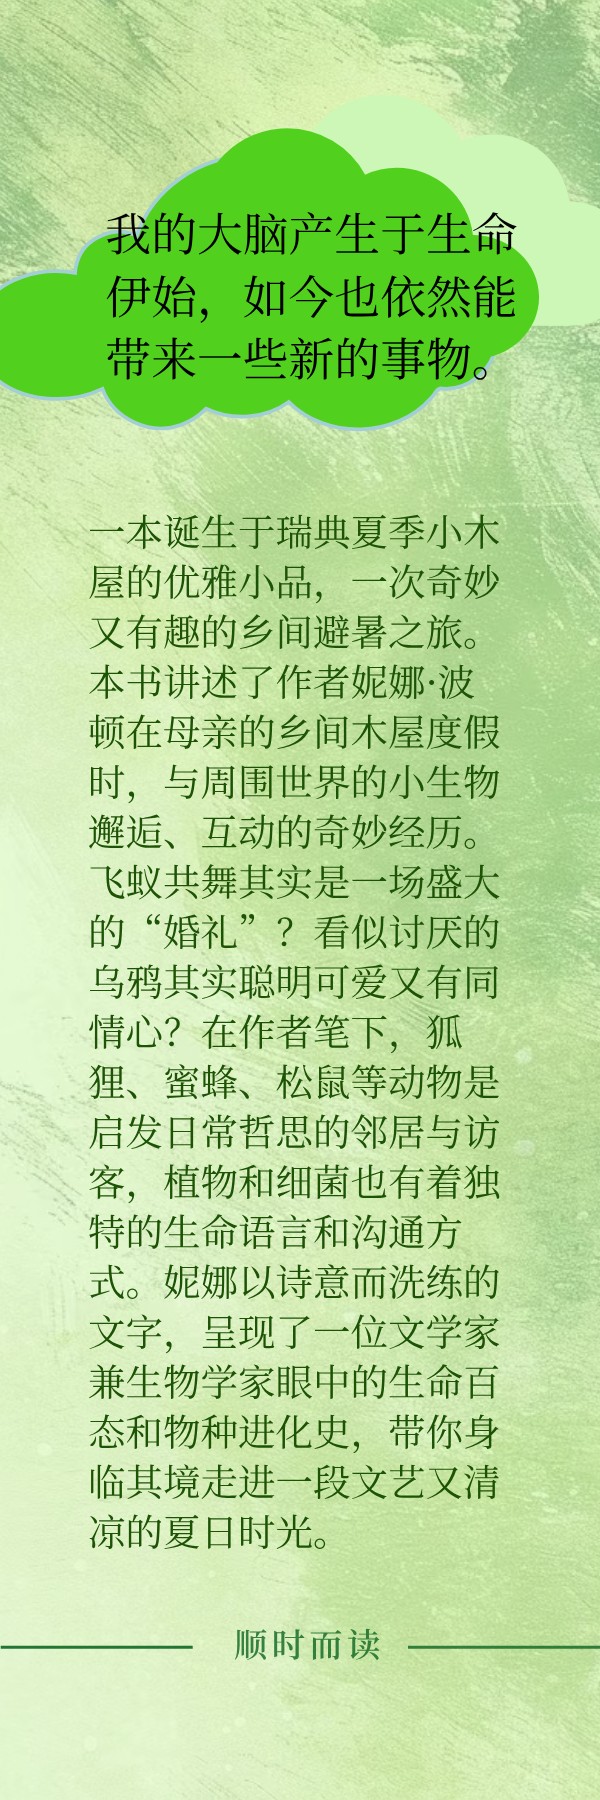 我的大脑产生于生命
伊始，如今也依然能
带来一些新的事物。
一本诞生于瑞典夏季小木
屋的优雅小品，一次奇妙
又有趣的乡间避暑之旅。
本书讲述了作者妮娜·波
顿在母亲的乡间木屋度假
时，与周围世界的小生物
邂逅、互动的奇妙经历。
飞蚁共舞其实是一场盛大
的“婚礼”？看似讨厌的
乌鸦其实聪明可爱又有同
情心？在作者笔下，狐
狸、蜜蜂、松鼠等动物是
启发日常哲思的邻居与访
客，植物和细菌也有着独
特的生命语言和沟通方
式。妮娜以诗意而洗练的
文字，呈现了一位文学家
兼生物学家眼中的生命百
态和物种进化史，带你身
临其境走进一段文艺又清
凉的夏日时光。
顺时而读